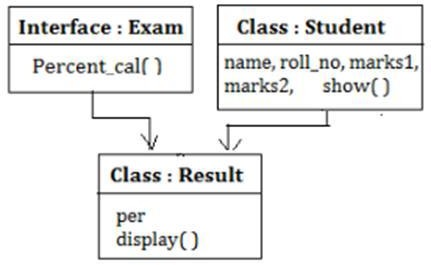 Interface : Exam
Percent_cal( )
Class : Student
name, roll_no, marks1,
marks2, show( )
Class : Result
per
display( )